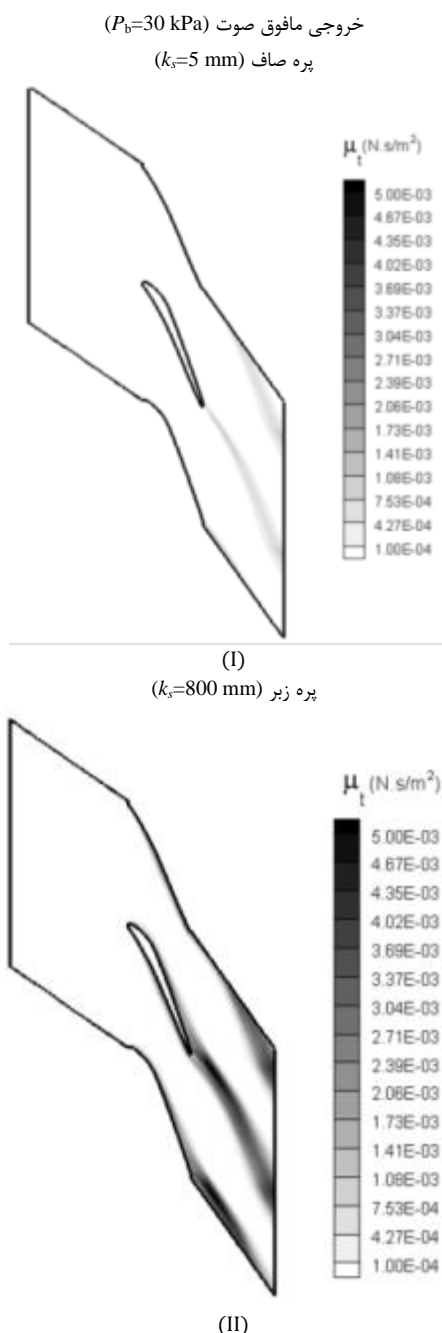 خروجی مافوق صوت (Pb=30 kPa)
پره صاف (ks=5 mm)
μt (N.s/m²)
5.00E-03
4.67E-03
4.35E-03
4.02E-03
3.69E-03
3.37E-03
3.04E-03
2.71E-03
2.39E-03
2.06E-03
1.73E-03
1.41E-03
1.08E-03
7.53E-04
4.27E-04
1.00E-04
(I)
پره زبر (ks=800 mm)
μt (N.s/m²)
5.00E-03
4.67E-03
4.35E-03
4.02E-03
3.69E-03
3.37E-03
3.04E-03
2.71E-03
2.39E-03
2.06E-03
1.73E-03
1.41E-03
1.08E-03
7.53E-04
4.27E-04
1.00E-04
(II)